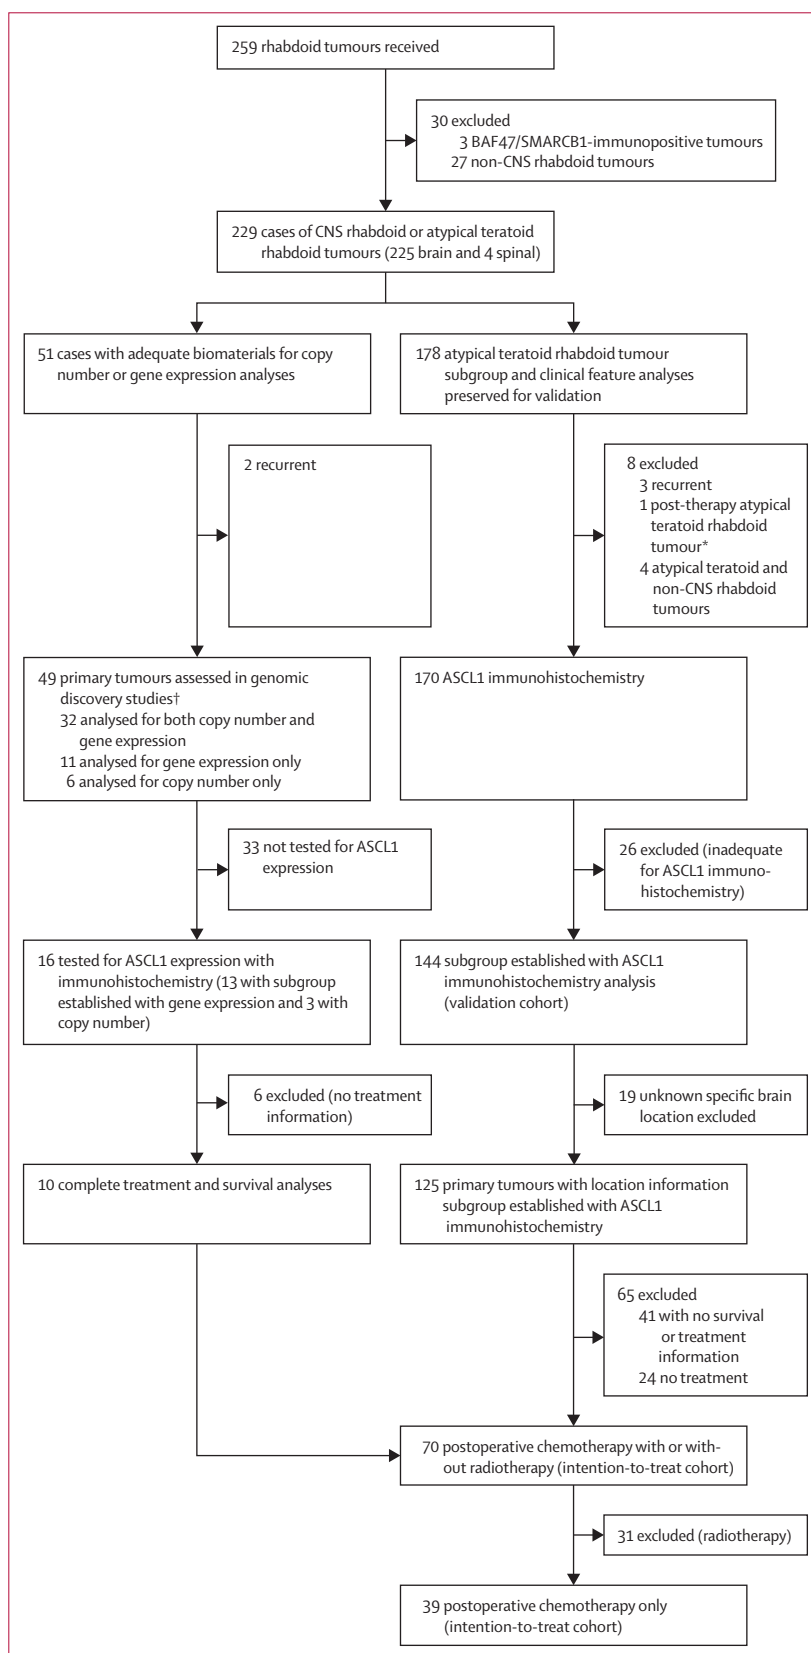 259 rhabdoid tumours received
30 excluded
3 BAF47/SMARCB1-immunopositive tumours
27 non-CNS rhabdoid tumours
229 cases of CNS rhabdoid or atypical teratoid
rhabdoid tumours (225 brain and 4 spinal)
51 cases with adequate biomaterials for copy
number or gene expression analyses
178 atypical teratoid rhabdoid tumour
subgroup and clinical feature analyses
preserved for validation
2 recurrent
8 excluded
3 recurrent
1 post-therapy atypical
teratoid rhabdoid
tumour*
4 atypical teratoid and
non-CNS rhabdoid
tumours
49 primary tumours assessed in genomic
discovery studies†
32 analysed for both copy number and
gene expression
11 analysed for gene expression only
6 analysed for copy number only
170 ASCL1 immunohistochemistry
33 not tested for ASCL1
expression
26 excluded (inadequate
for ASCL1 immuno-
histochemistry)
16 tested for ASCL1 expression with
immunohistochemistry (13 with subgroup
established with gene expression and 3 with
copy number)
144 subgroup established with ASCL1
immunohistochemistry analysis
(validation cohort)
6 excluded (no treatment
information)
19 unknown specific brain
location excluded
10 complete treatment and survival analyses
125 primary tumours with location information
subgroup established with ASCL1
immunohistochemistry
65 excluded
41 with no survival
or treatment
information
24 no treatment
70 postoperative chemotherapy with or with-
out radiotherapy (intention-to-treat cohort)
31 excluded (radiotherapy)
39 postoperative chemotherapy only
(intention-to-treat cohort)